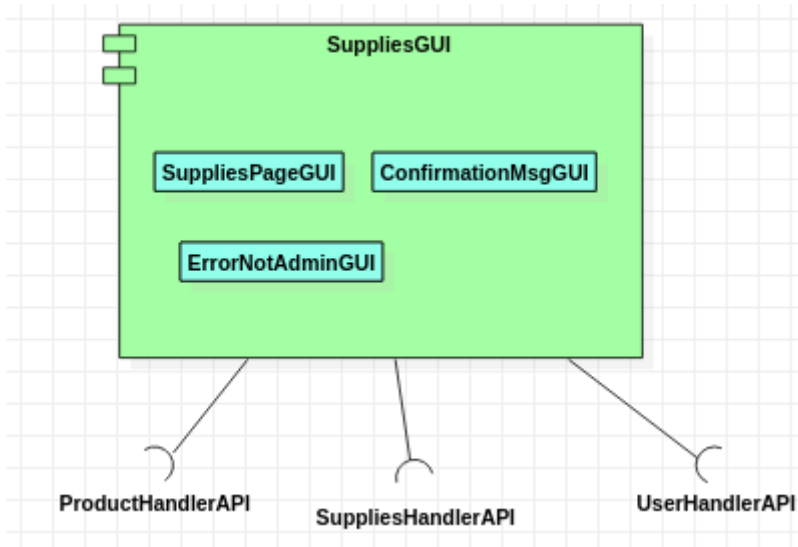 SuppliesGUI
SuppliesPageGUI
ConfirmationMsgGUI
ErrorNotAdminGUI
ProductHandlerAPI
SuppliesHandlerAPI
UserHandlerAPI